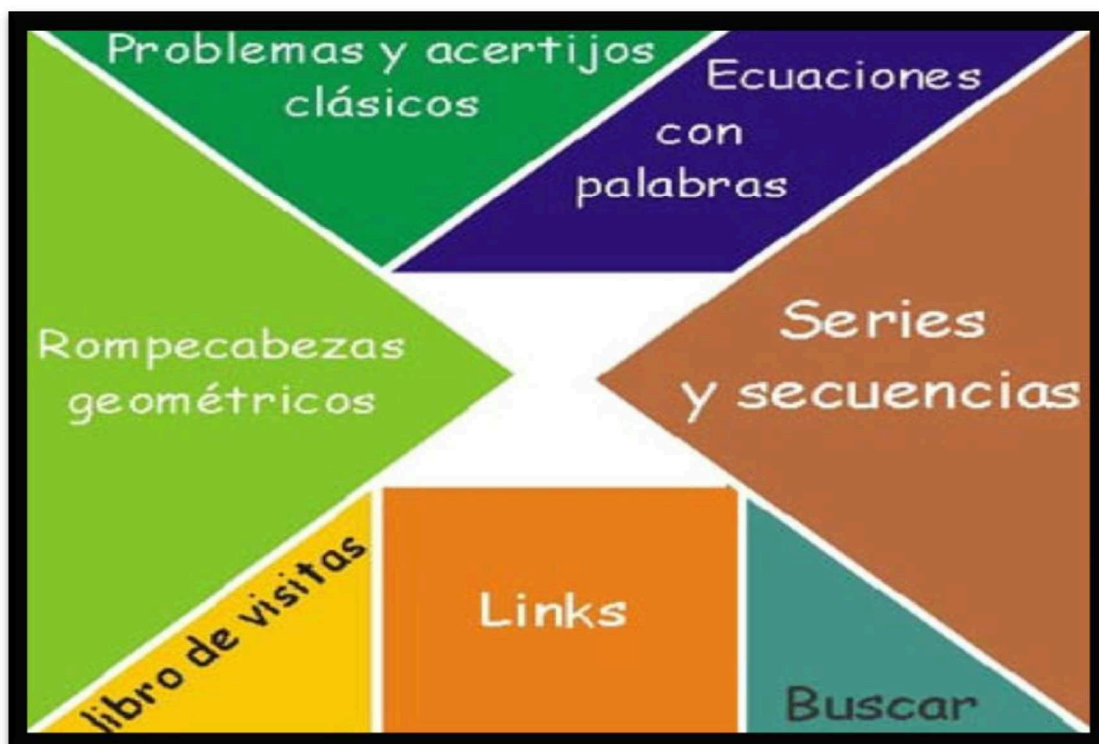 Problemas y acertijos
clásicos
Ecuaciones
con
palabras
Rompecabezas
geométricos
Series
y secuencias
libro de visitas
Links
Buscar